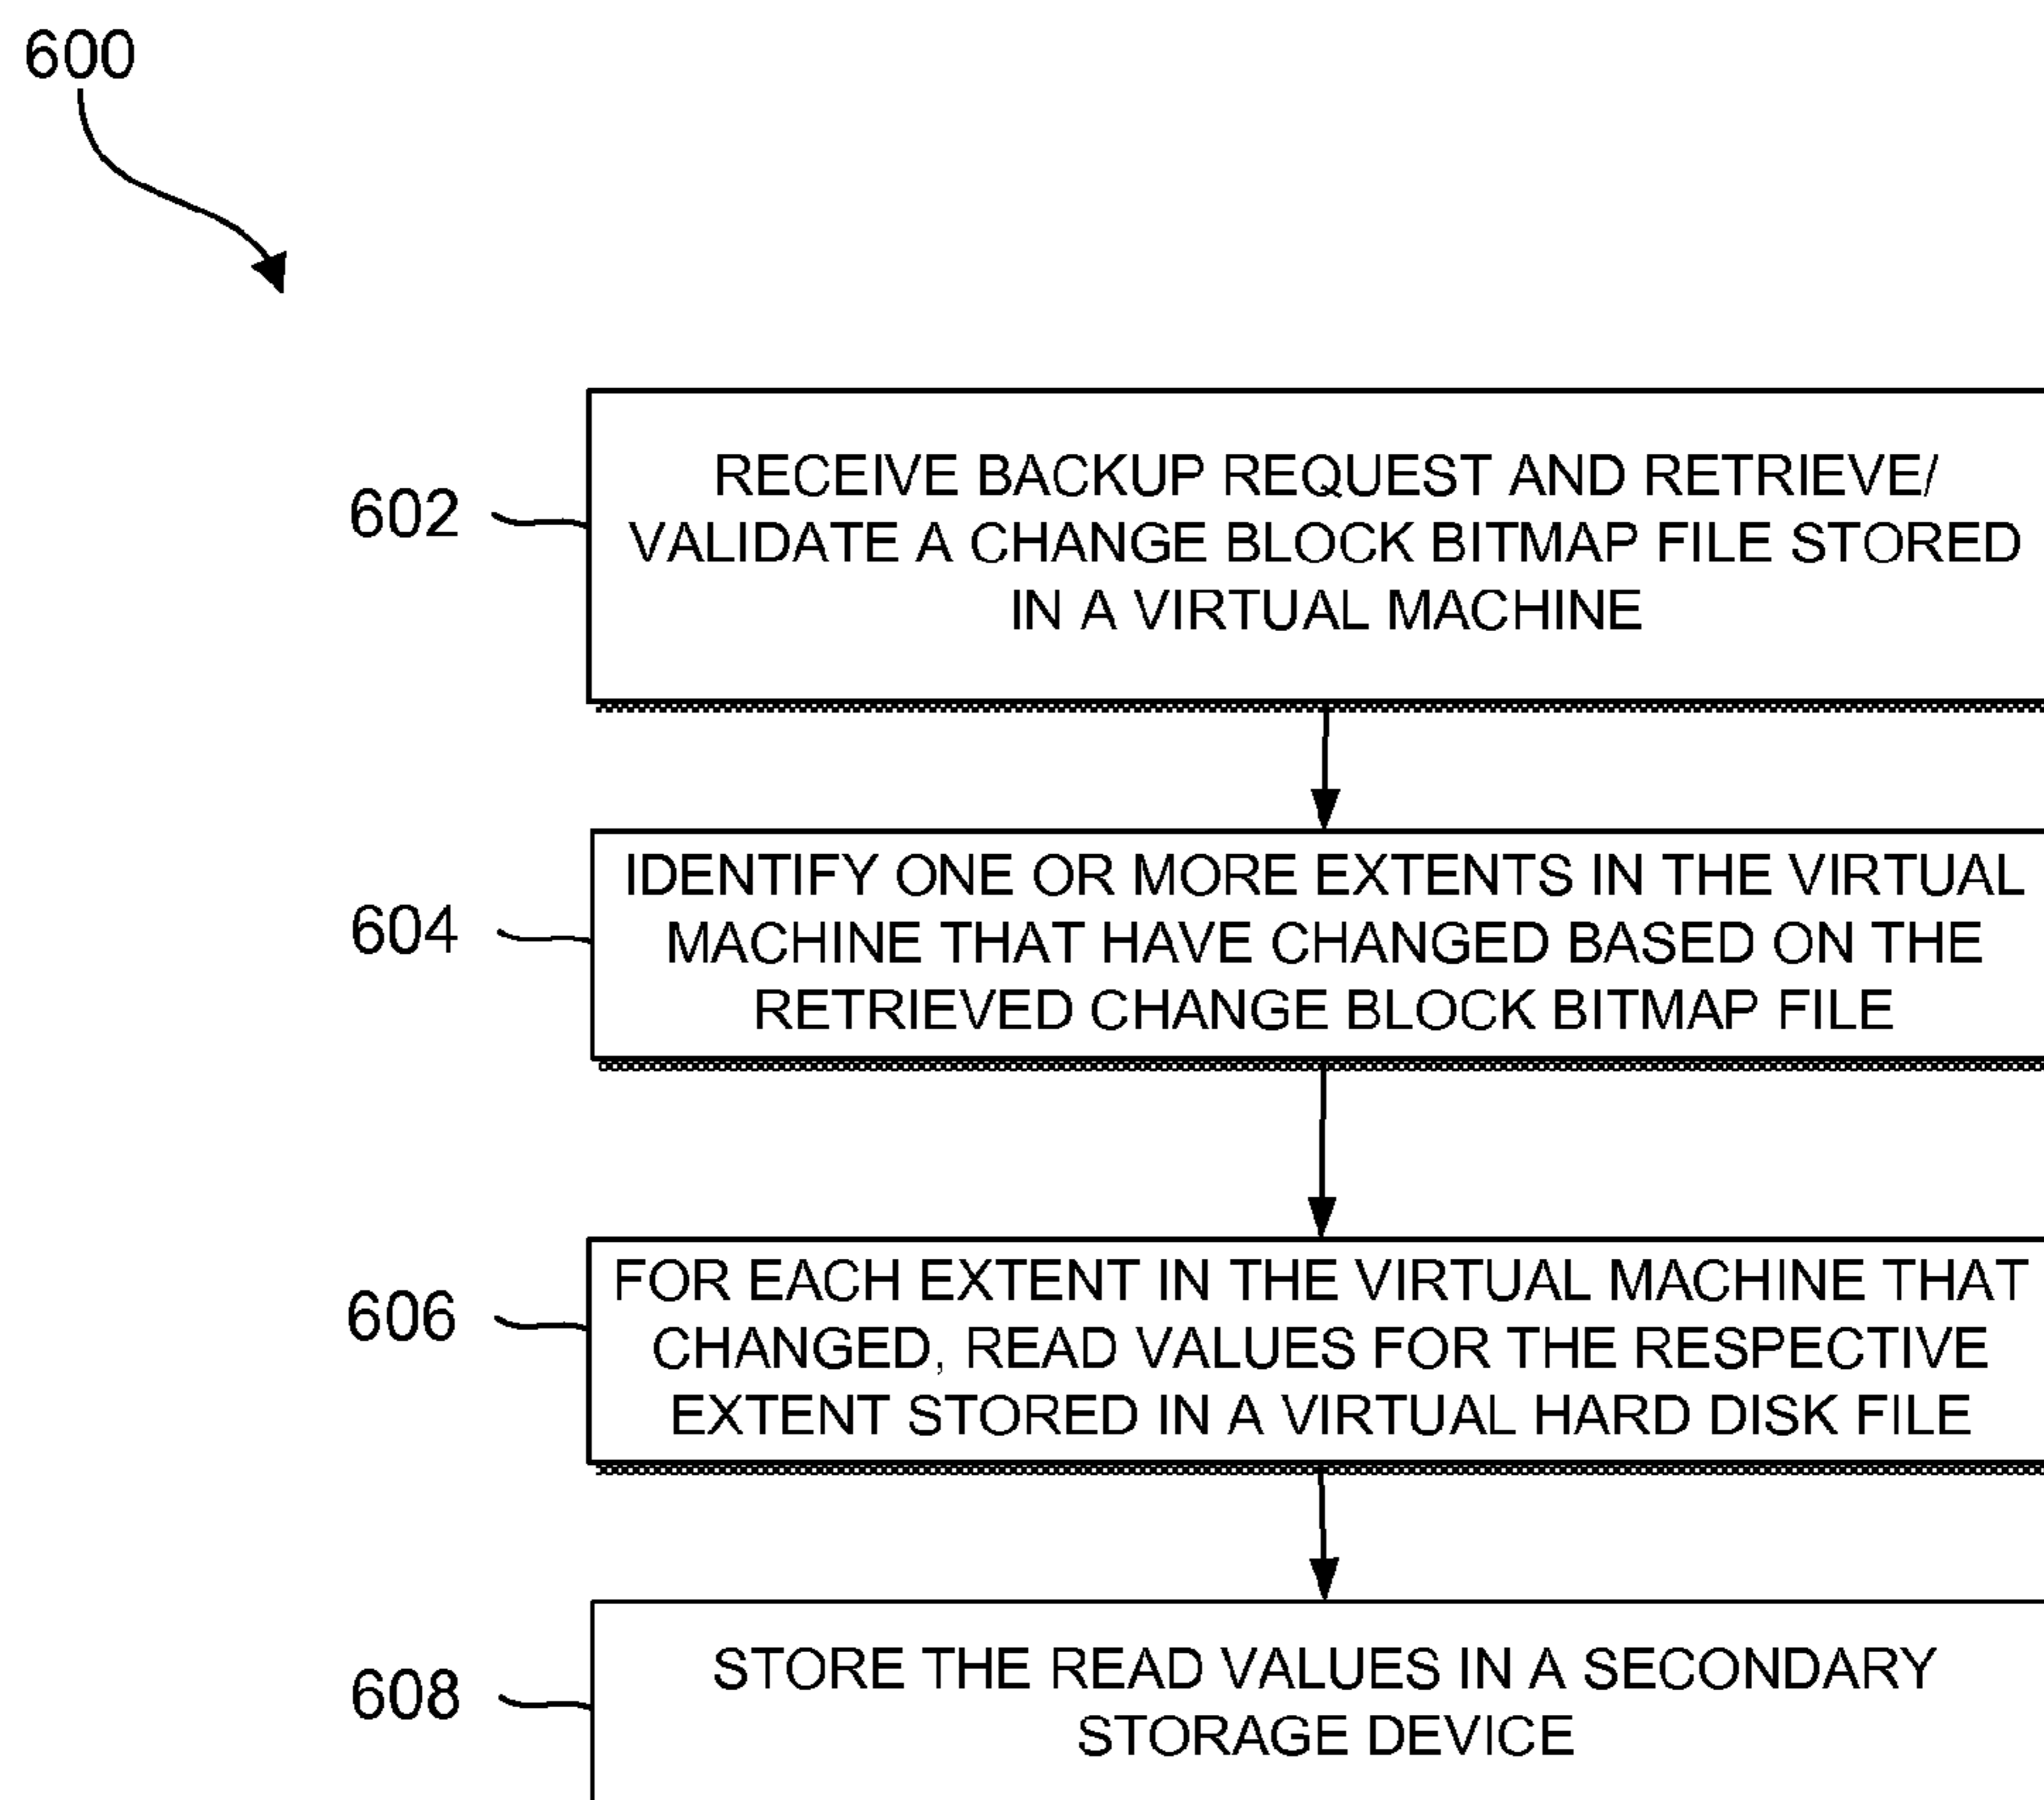 600
602
RECEIVE BACKUP REQUEST AND RETRIEVE/
VALIDATE A CHANGE BLOCK BITMAP FILE STORED
IN A VIRTUAL MACHINE
604
IDENTIFY ONE OR MORE EXTENTS IN THE VIRTUAL
MACHINE THAT HAVE CHANGED BASED ON THE
RETRIEVED CHANGE BLOCK BITMAP FILE
606
FOR EACH EXTENT IN THE VIRTUAL MACHINE THAT
CHANGED, READ VALUES FOR THE RESPECTIVE
EXTENT STORED IN A VIRTUAL HARD DISK FILE
608
STORE THE READ VALUES IN A SECONDARY
STORAGE DEVICE